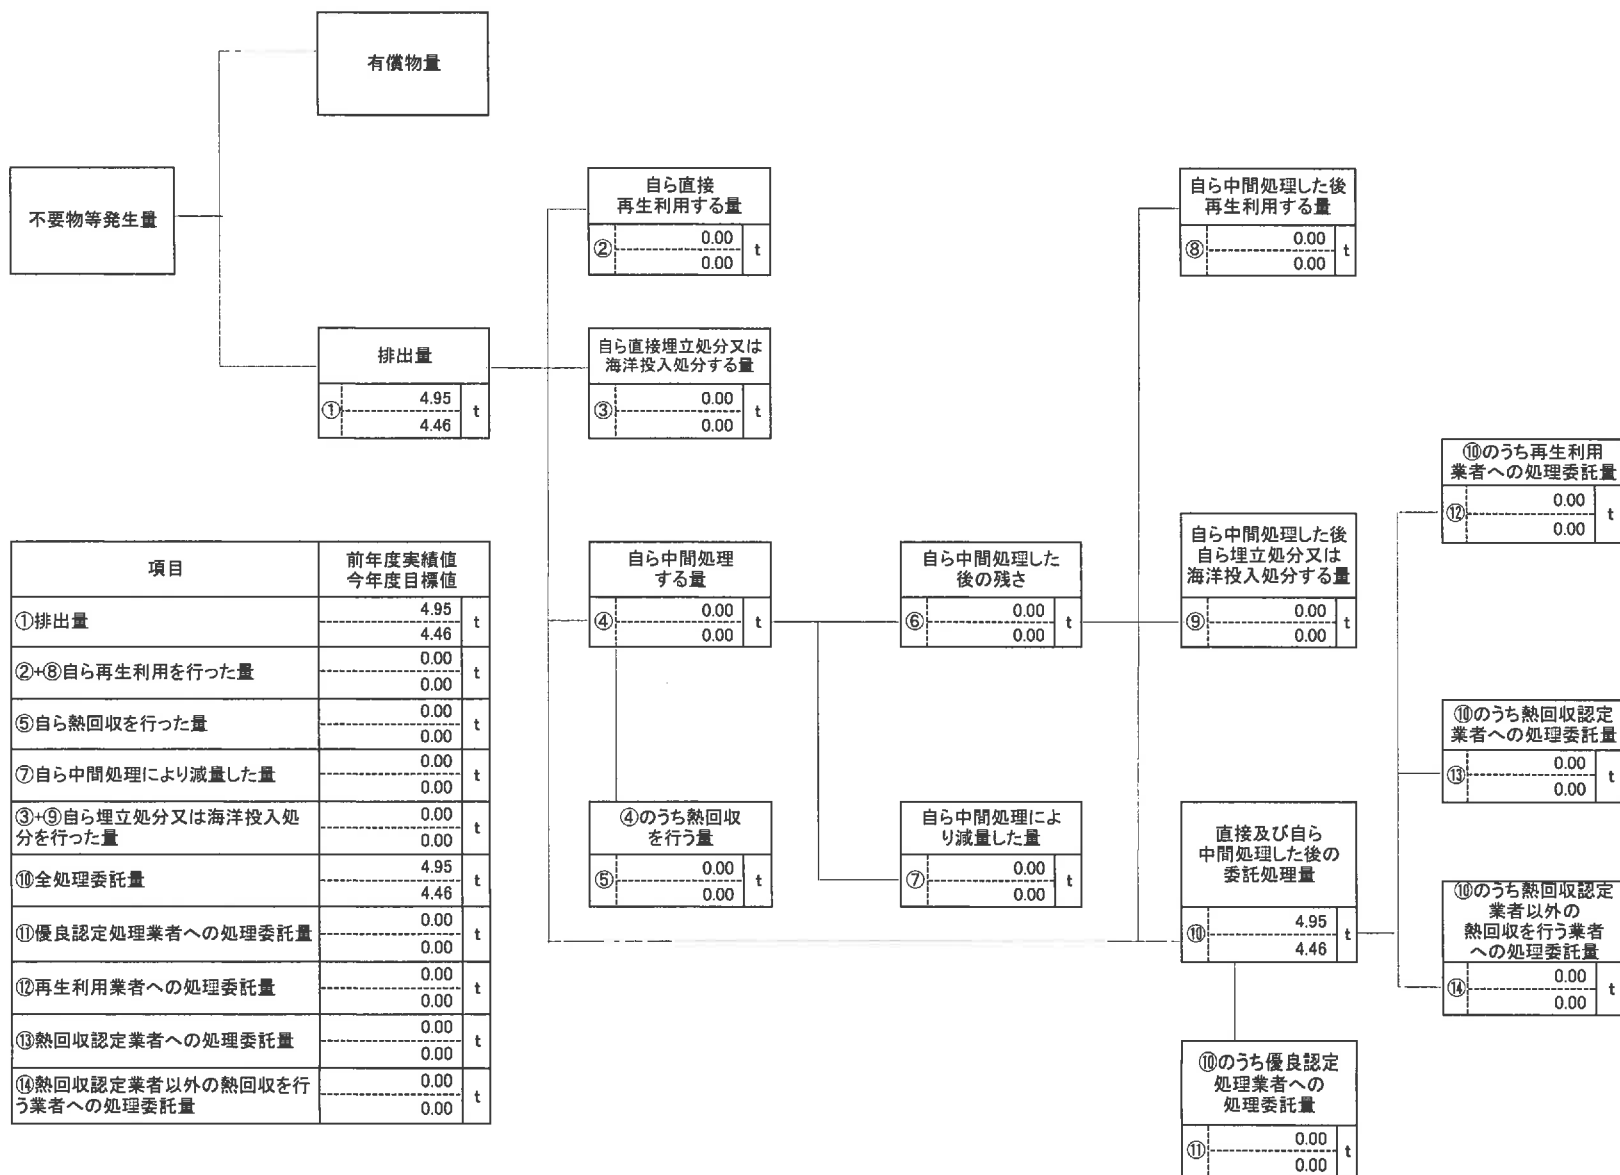 有償物量
不要物等発生量
排出量
① 4.95 t
4.46
自ら直接
再生利用する量
② 0.00 t
0.00
自ら直接埋立処分又は
海洋投入処分する量
③ 0.00 t
0.00
自ら中間処理
する量
④ 0.00 t
0.00
④のうち熱回収
を行う量
⑤ 0.00 t
0.00
自ら中間処理した
後の残さ
⑥ 0.00 t
0.00
自ら中間処理によ
り減量した量
⑦ 0.00 t
0.00
自ら中間処理した後
再生利用する量
⑧ 0.00 t
0.00
自ら中間処理した後
自ら埋立処分又は
海洋投入処分する量
⑨ 0.00 t
0.00
直接及び自ら
中間処理した後の
委託処理量
⑩ 4.95 t
4.46
⑩のうち優良認定
処理業者への
処理委託量
⑪ 0.00 t
0.00
⑩のうち再生利用
業者への処理委託量
⑫ 0.00 t
0.00
⑩のうち熱回収認定
業者への処理委託量
⑬ 0.00 t
0.00
⑩のうち熱回収認定
業者以外の
熱回収を行う業者
への処理委託量
⑭ 0.00 t
0.00
項目 前年度実績値
今年度目標値
①排出量 4.95 t
4.46
②+⑧自ら再生利用を行った量 0.00 t
0.00
⑤自ら熱回収を行った量 0.00 t
0.00
⑦自ら中間処理により減量した量 0.00 t
0.00
③+⑨自ら埋立処分又は海洋投入処 0.00 t
分を行った量 0.00
⑩全処理委託量 4.95 t
4.46
⑪優良認定処理業者への処理委託量 0.00 t
0.00
⑫再生利用業者への処理委託量 0.00 t
0.00
⑬熱回収認定業者への処理委託量 0.00 t
0.00
⑭熱回収認定業者以外の熱回収を行 0.00 t
う業者への処理委託量 0.00